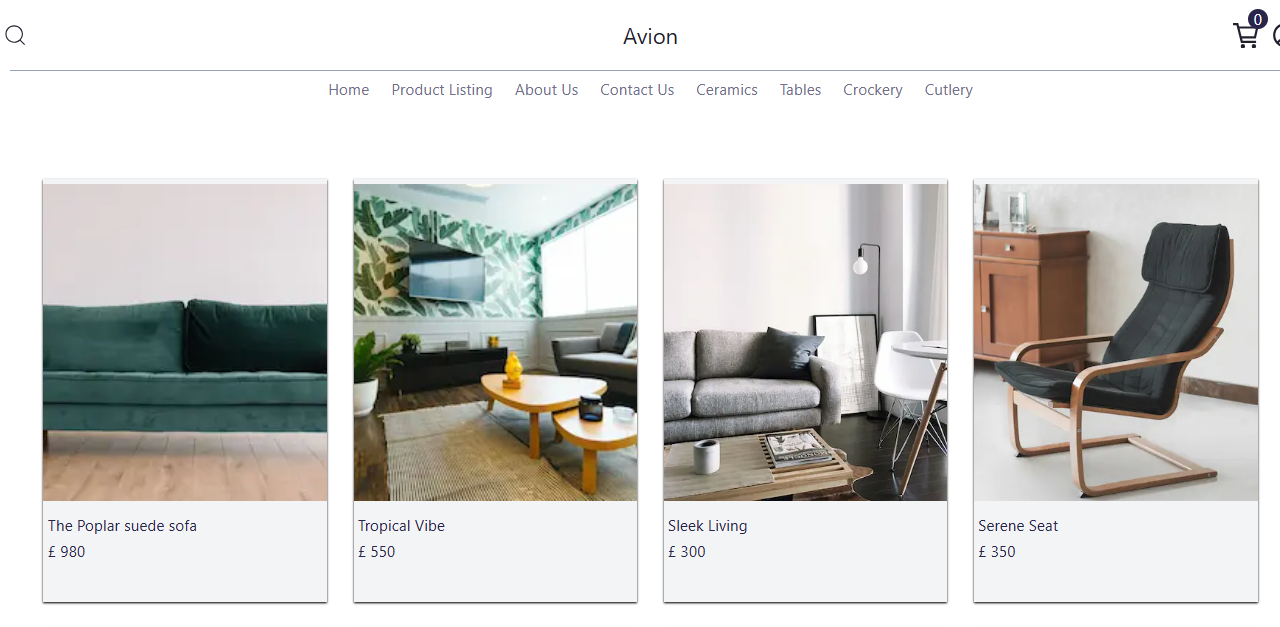 Avion
0
Home Product Listing About Us Contact Us Ceramics Tables Crockery Cutlery
The Poplar suede sofa
£ 980
Tropical Vibe
£ 550
Sleek Living
£ 300
Serene Seat
£ 350